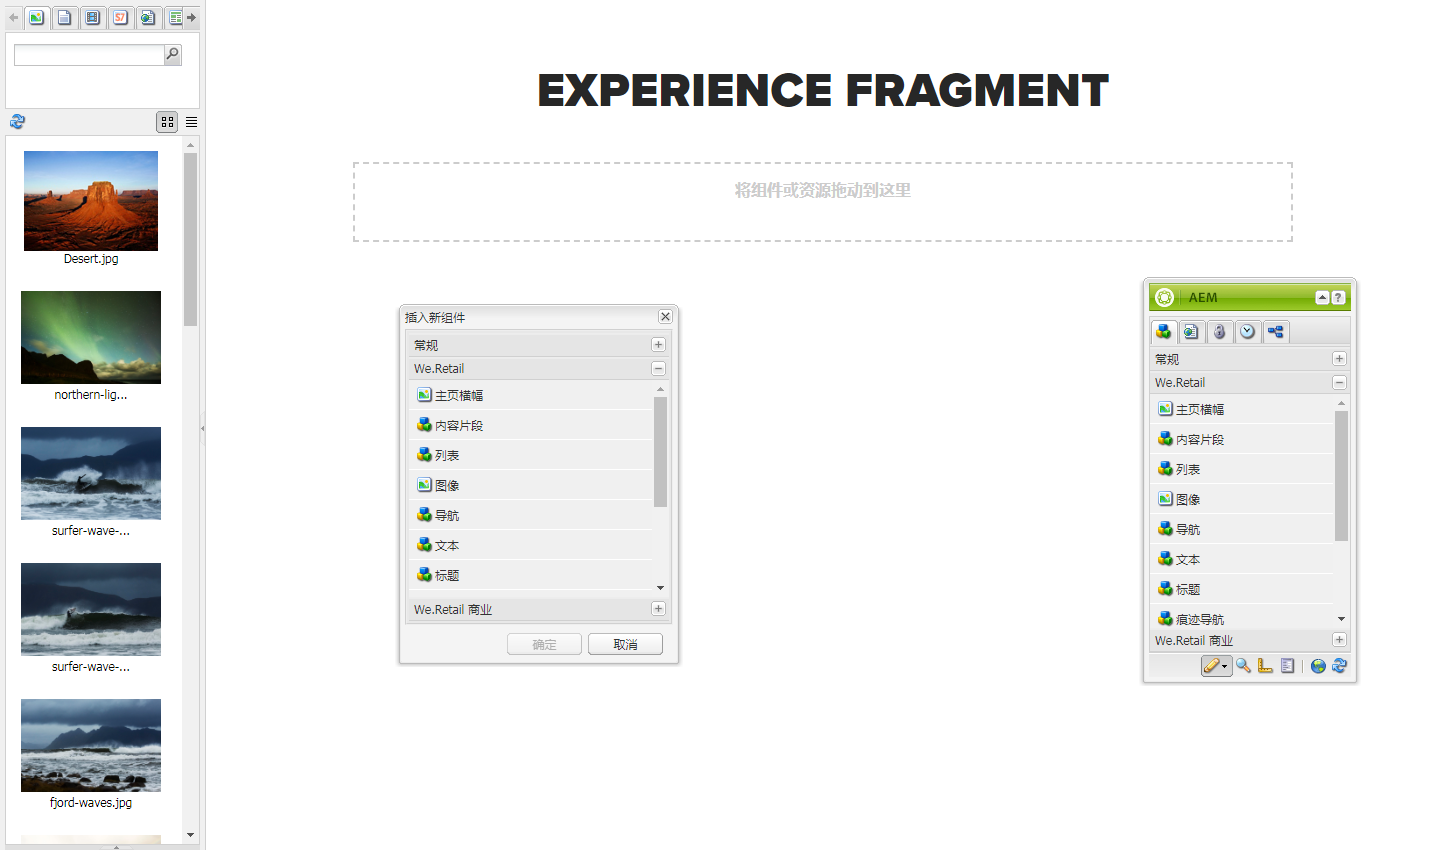 S7
EXPERIENCE FRAGMENT
将组件或资源拖动到这里
Desert.jpg
northern-lig...
surfer-wave-...
surfer-wave-...
fjord-waves.jpg
插入新组件
常规
We.Retail
主页横幅
内容片段
列表
图像
导航
文本
标题
We.Retail 商业
确定
取消
AEM
?
常规
We.Retail
主页横幅
内容片段
列表
图像
导航
文本
标题
痕迹导航
We.Retail 商业